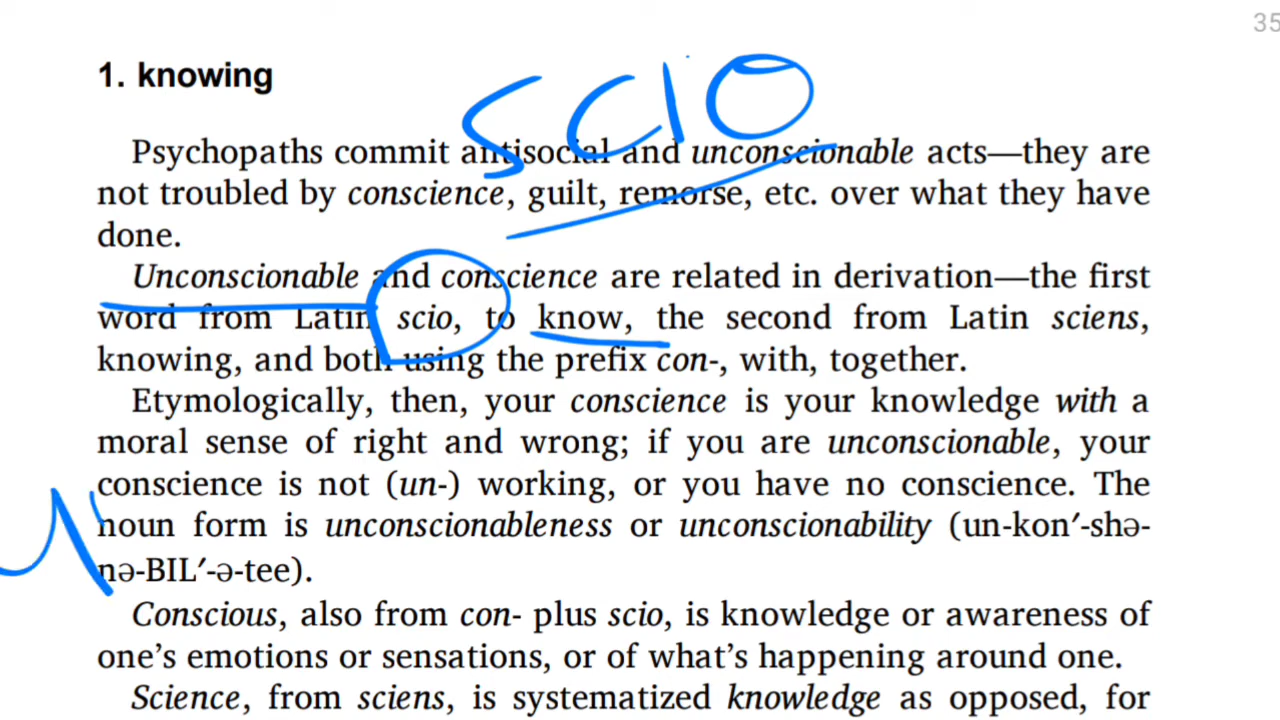 35
1. knowing
SCIO
Psychopaths commit antisocial and unconscionable acts—they are
not troubled by conscience, guilt, remorse, etc. over what they have
done.
Unconscionable and conscience are related in derivation—the first
word from Latin scio, to know, the second from Latin sciens,
knowing, and both using the prefix con-, with, together.
Etymologically, then, your conscience is your knowledge with a
moral sense of right and wrong; if you are unconscionable, your
conscience is not (un-) working, or you have no conscience. The
noun form is unconscionableness or unconscionability (un-kon′-shə-
nə-BIL′-ə-tee).
Conscious, also from con- plus scio, is knowledge or awareness of
one’s emotions or sensations, or of what’s happening around one.
Science, from sciens, is systematized knowledge as opposed, for